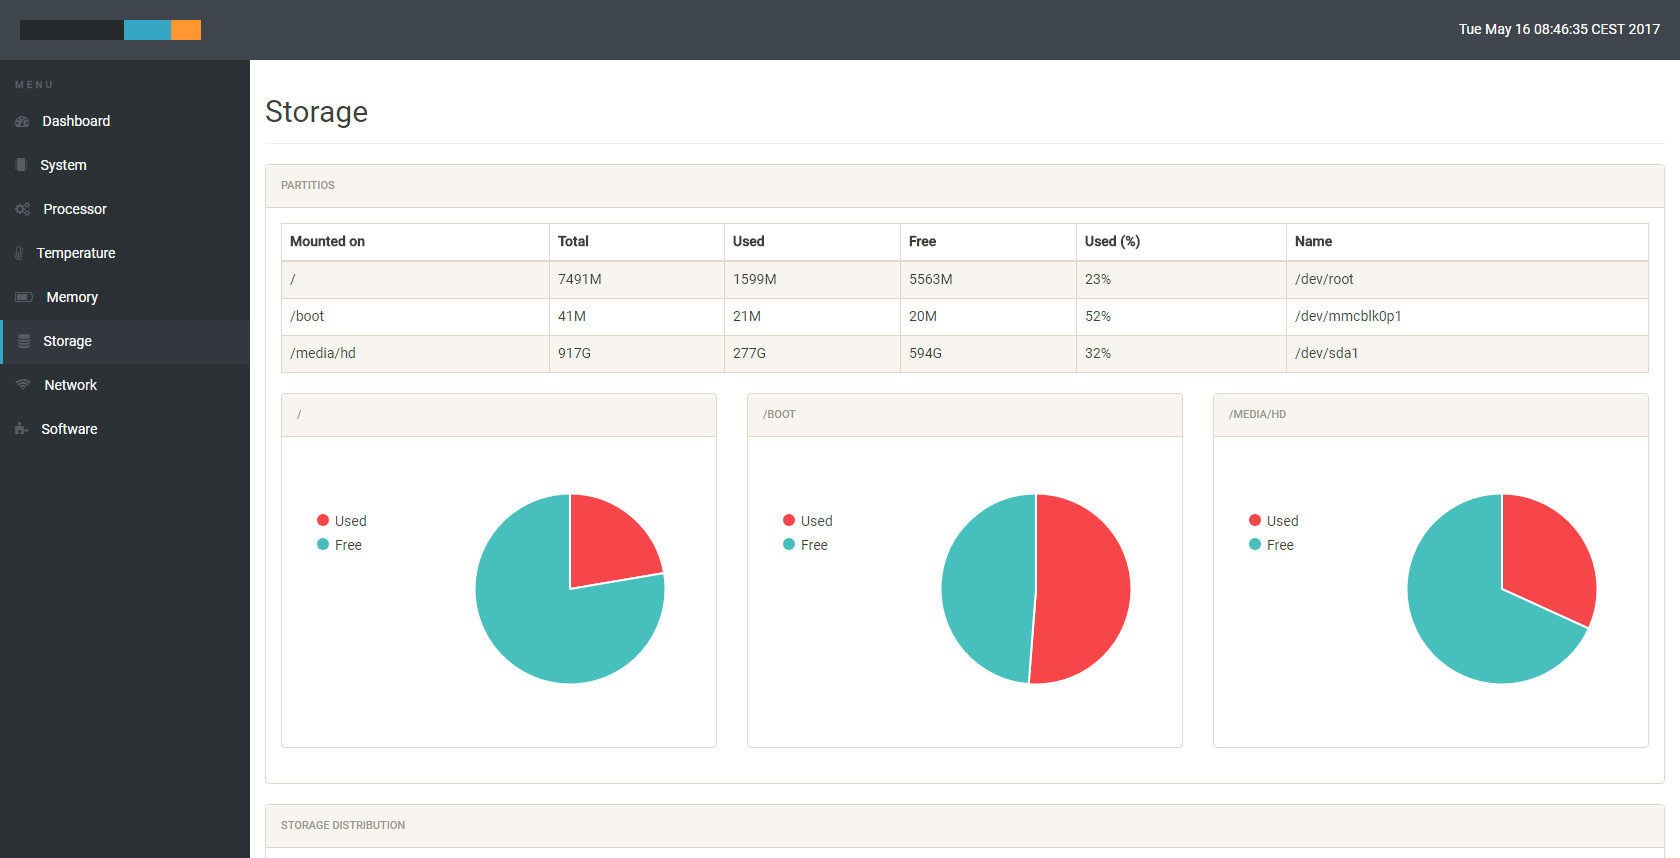 Tue May 16 08:46:35 CEST 2017
MENU
Dashboard
System
Processor
Temperature
Memory
Storage
Network
Software
Storage
PARTITIOS
Mounted on Total Used Free Used (%) Name
/ 7491M 1599M 5563M 23% /dev/root
/boot 41M 21M 20M 52% /dev/mmcblk0p1
/media/hd 917G 277G 594G 32% /dev/sda1
/
Used
Free
/BOOT
Used
Free
/MEDIA/HD
Used
Free
STORAGE DISTRIBUTION